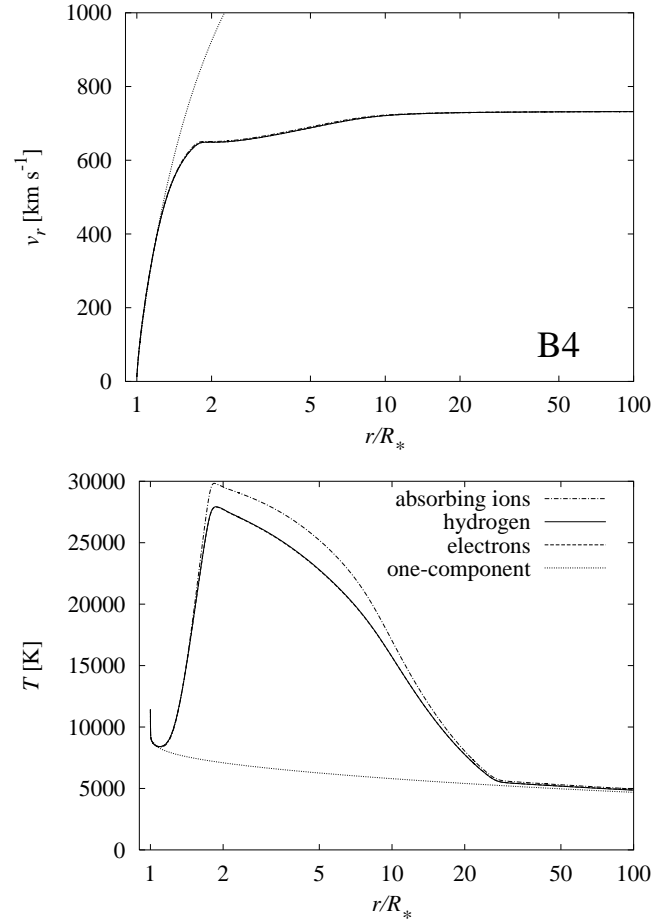 1000
800
600
400
200
0
v_r [km s^-1]
B4
1 2 5 10 20 50 100
r/R_*
30000
25000
20000
15000
10000
5000
0
T [K]
absorbing ions
hydrogen
electrons
one-component
1 2 5 10 20 50 100
r/R_*